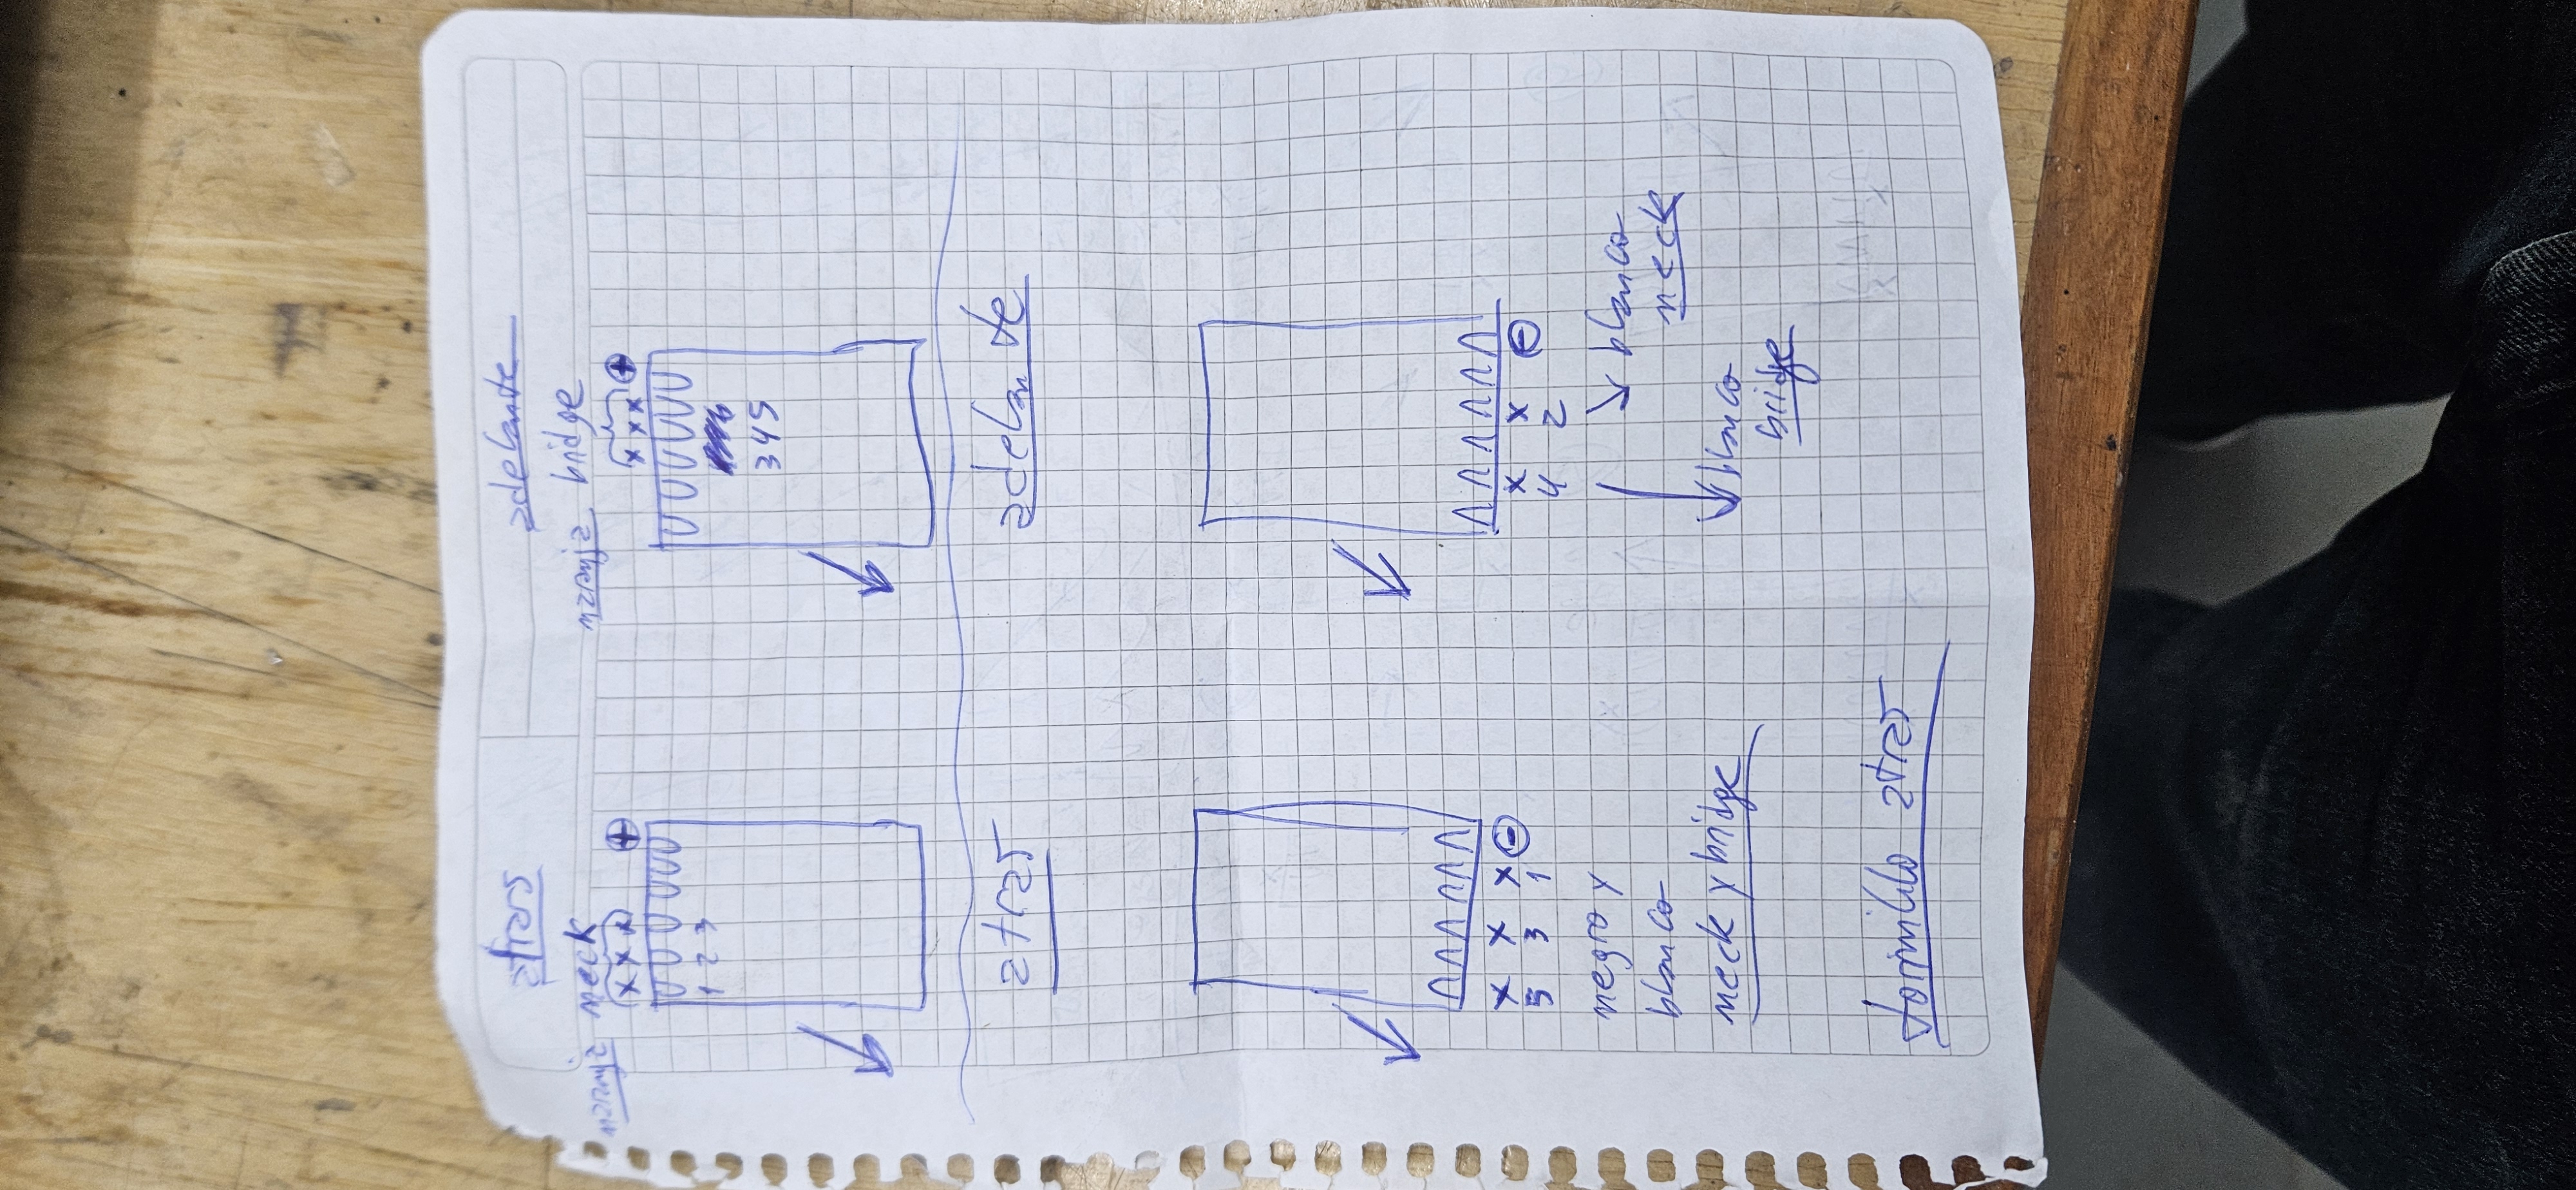 atras adelante
naranja neck naranja bridge
x x x + x x x +
1 2 3
3 4 5
atras adelante
x x x - x x -
5 3 1 4 2
negro y
blanco
neck y bridge
blanco
neck
blanco
bridge
tornillo atras